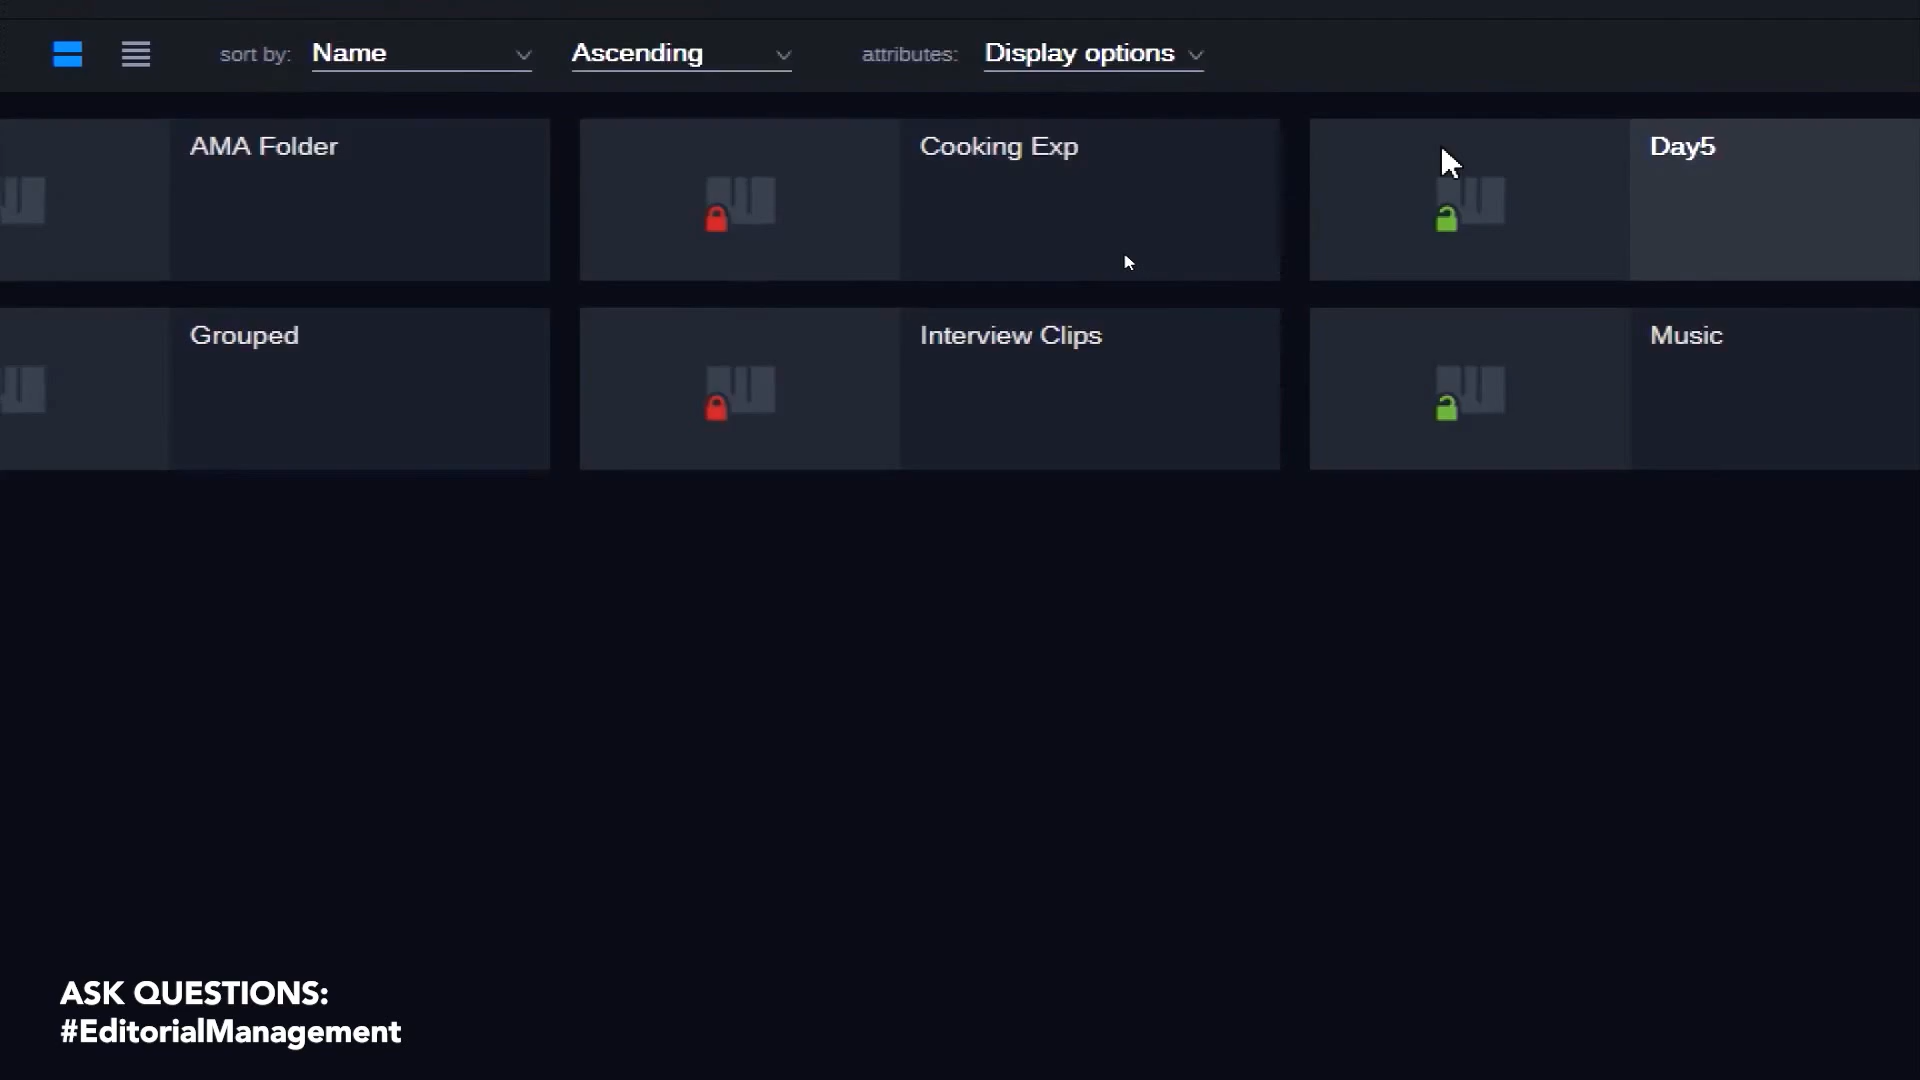 sort by: Name Ascending attributes: Display options
AMA Folder Cooking Exp Day5
Grouped Interview Clips Music
ASK QUESTIONS:
#EditorialManagement